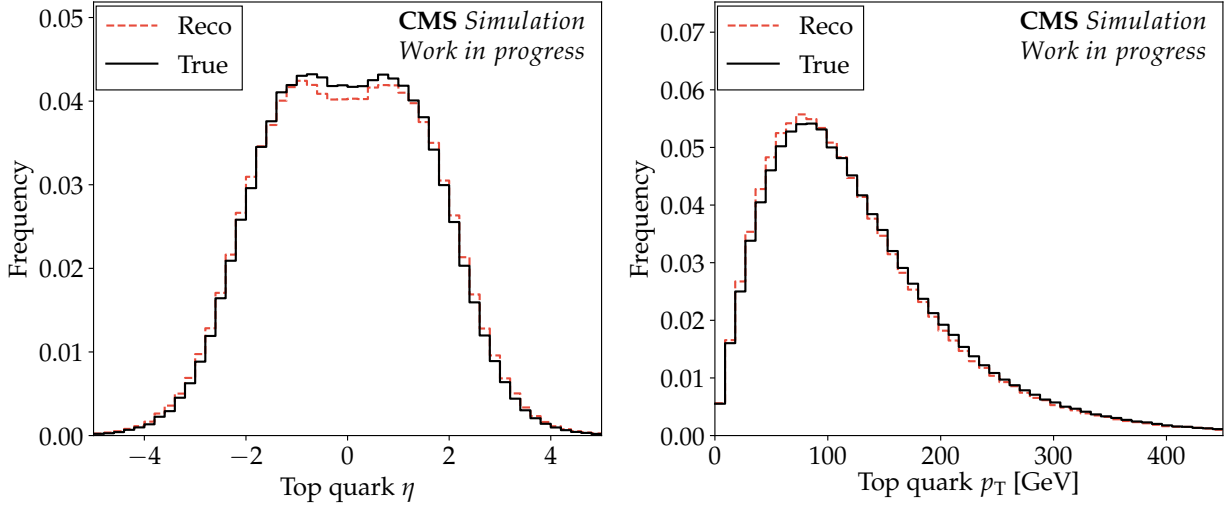 0.05
0.04
0.03
0.02
0.01
0.00
Frequency
Reco
True
CMS Simulation
Work in progress
−4
−2
0
2
4
Top quark η
0.07
0.06
0.05
0.04
0.03
0.02
0.01
0.00
Frequency
Reco
True
CMS Simulation
Work in progress
0
100
200
300
400
Top quark pT [GeV]